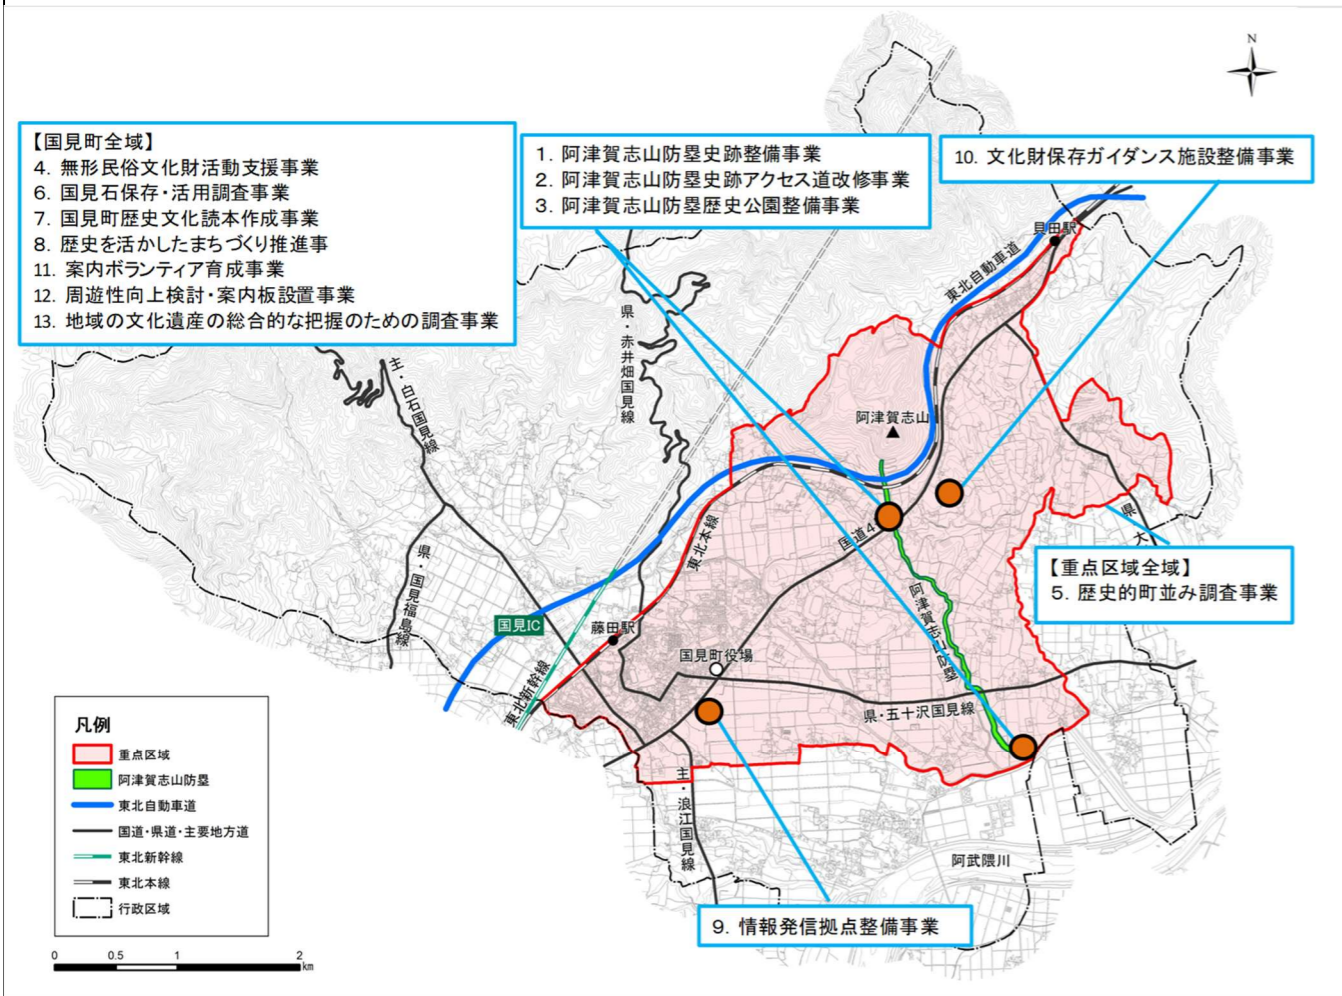 N
【国見町全域】
4. 無形民俗文化財活動支援事業
6. 国見石保存・活用調査事業
7. 国見町歴史文化読本作成事業
8. 歴史を活かしたまちづくり推進事
11. 案内ボランティア育成事業
12. 周遊性向上検討・案内板設置事業
13. 地域の文化遺産の総合的な把握のための調査事業
1. 阿津賀志山防塁史跡整備事業
2. 阿津賀志山防塁史跡アクセス道改修事業
3. 阿津賀志山防塁歴史公園整備事業
10. 文化財保存ガイダンス施設整備事業
貝田駅
東北自動車道
県・赤井畑国見線
主・白石国見線
阿津賀志山
県・国見福島線
東北本線
国道4
県
大
【重点区域全域】
5. 歴史的町並み調査事業
阿津賀志山防塁
国見IC
藤田駅
国見町役場
東北新幹線
県・五十沢国見線
主・浪江国見線
阿武隈川
9. 情報発信拠点整備事業
凡例
重点区域
阿津賀志山防塁
東北自動車道
国道・県道・主要地方道
東北新幹線
東北本線
行政区域
0 0.5 1 2
km